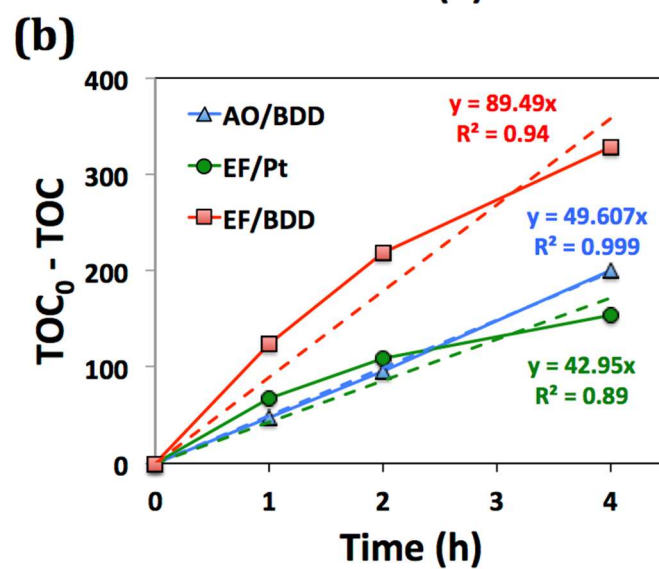 (b)
400
300
200
100
0
TOC₀ - TOC
AO/BDD
EF/Pt
EF/BDD
y = 89.49x
R² = 0.94
y = 49.607x
R² = 0.999
y = 42.95x
R² = 0.89
0 1 2 3 4
Time (h)